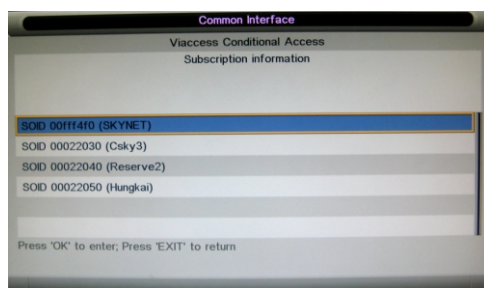 Common Interface
Viaccess Conditional Access
Subscription information
SOID 00fff4f0 (SKYNET)
SOID 00022030 (Csky3)
SOID 00022040 (Reserve2)
SOID 00022050 (Hungkai)
Press 'OK' to enter; Press 'EXIT' to return